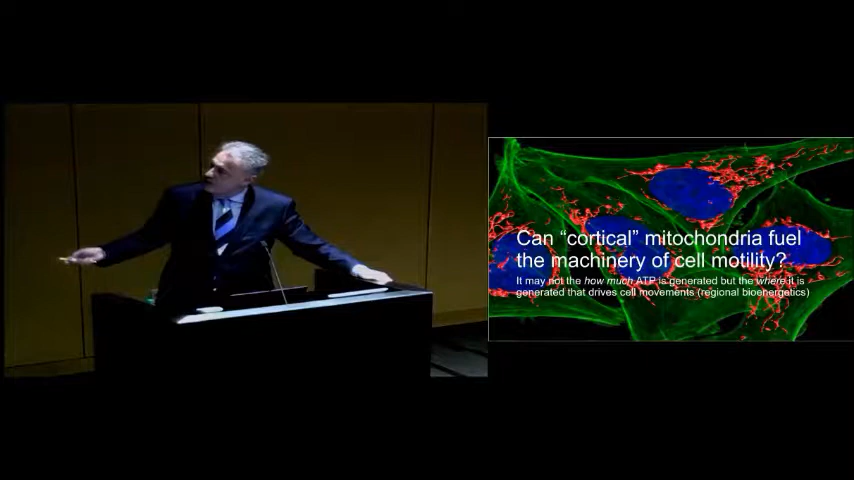 Can “cortical” mitochondria fuel
the machinery of cell motility?
It may not the how much ATP is generated but the where it is
generated that drives cell movements (regional bioenergetics)